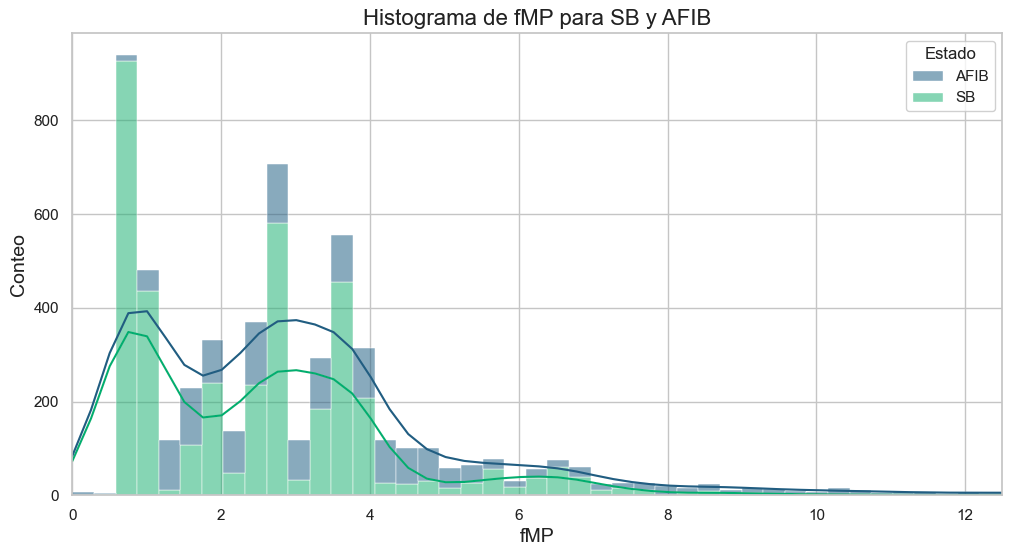 Histograma de fMP para SB y AFIB
Estado
AFIB
SB
Conteo
800
600
400
200
0
0 2 4 6 8 10 12
fMP